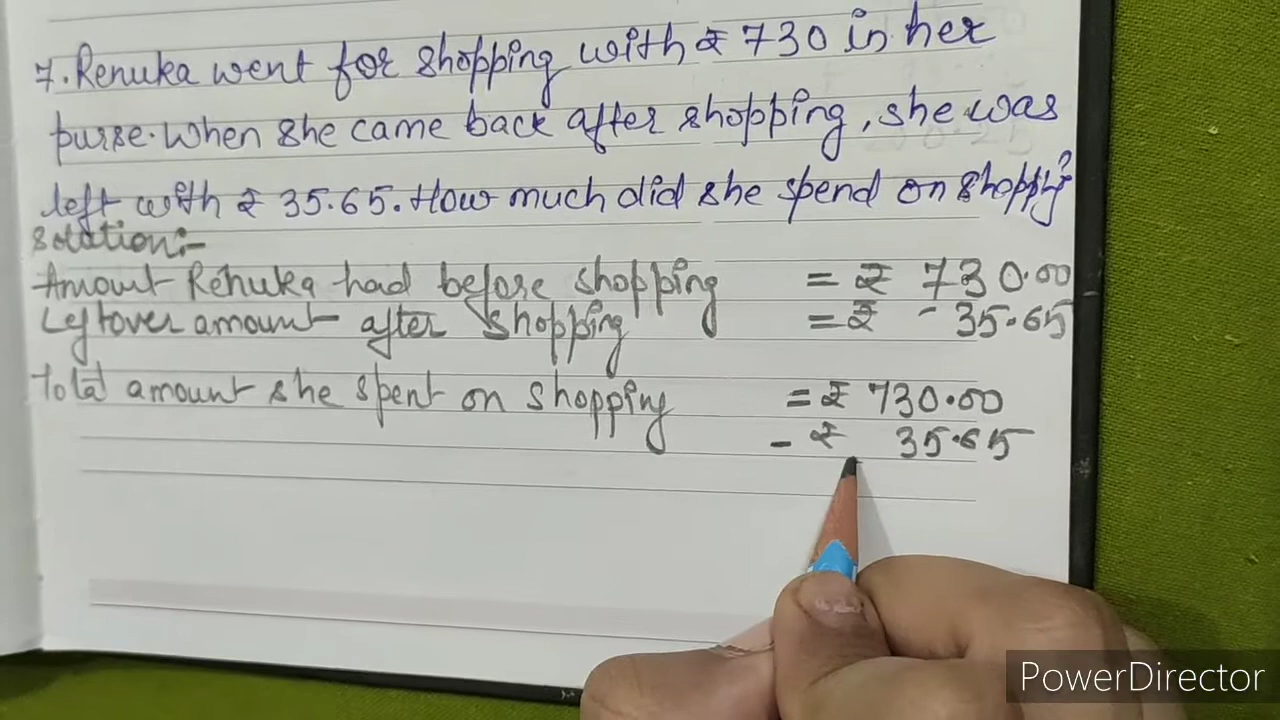 7. Renuka went for shopping with ₹ 730 in her
purse. When she came back after shopping, she was
left with ₹ 35.65. How much did she spend on shopping?
Solution:-
Amount Renuka had before shopping = ₹ 730.00
Leftover amount after shopping = ₹ - 35.65
Total amount she spent on shopping = ₹ 730.00
- ₹ 35.65
PowerDirector